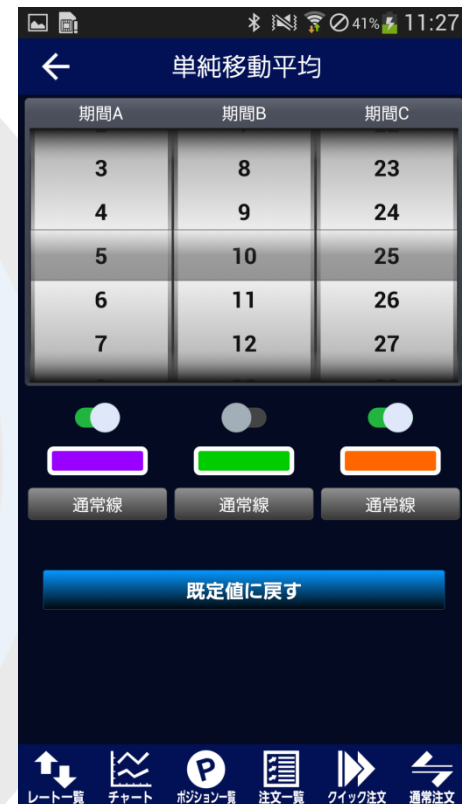 41% 11:27
単純移動平均
期間A 期間B 期間C
3 8 23
4 9 24
5 10 25
6 11 26
7 12 27
通常線 通常線 通常線
既定値に戻す
P
レート一覧 チャート ポジション一覧 注文一覧 クイック注文 通常注文